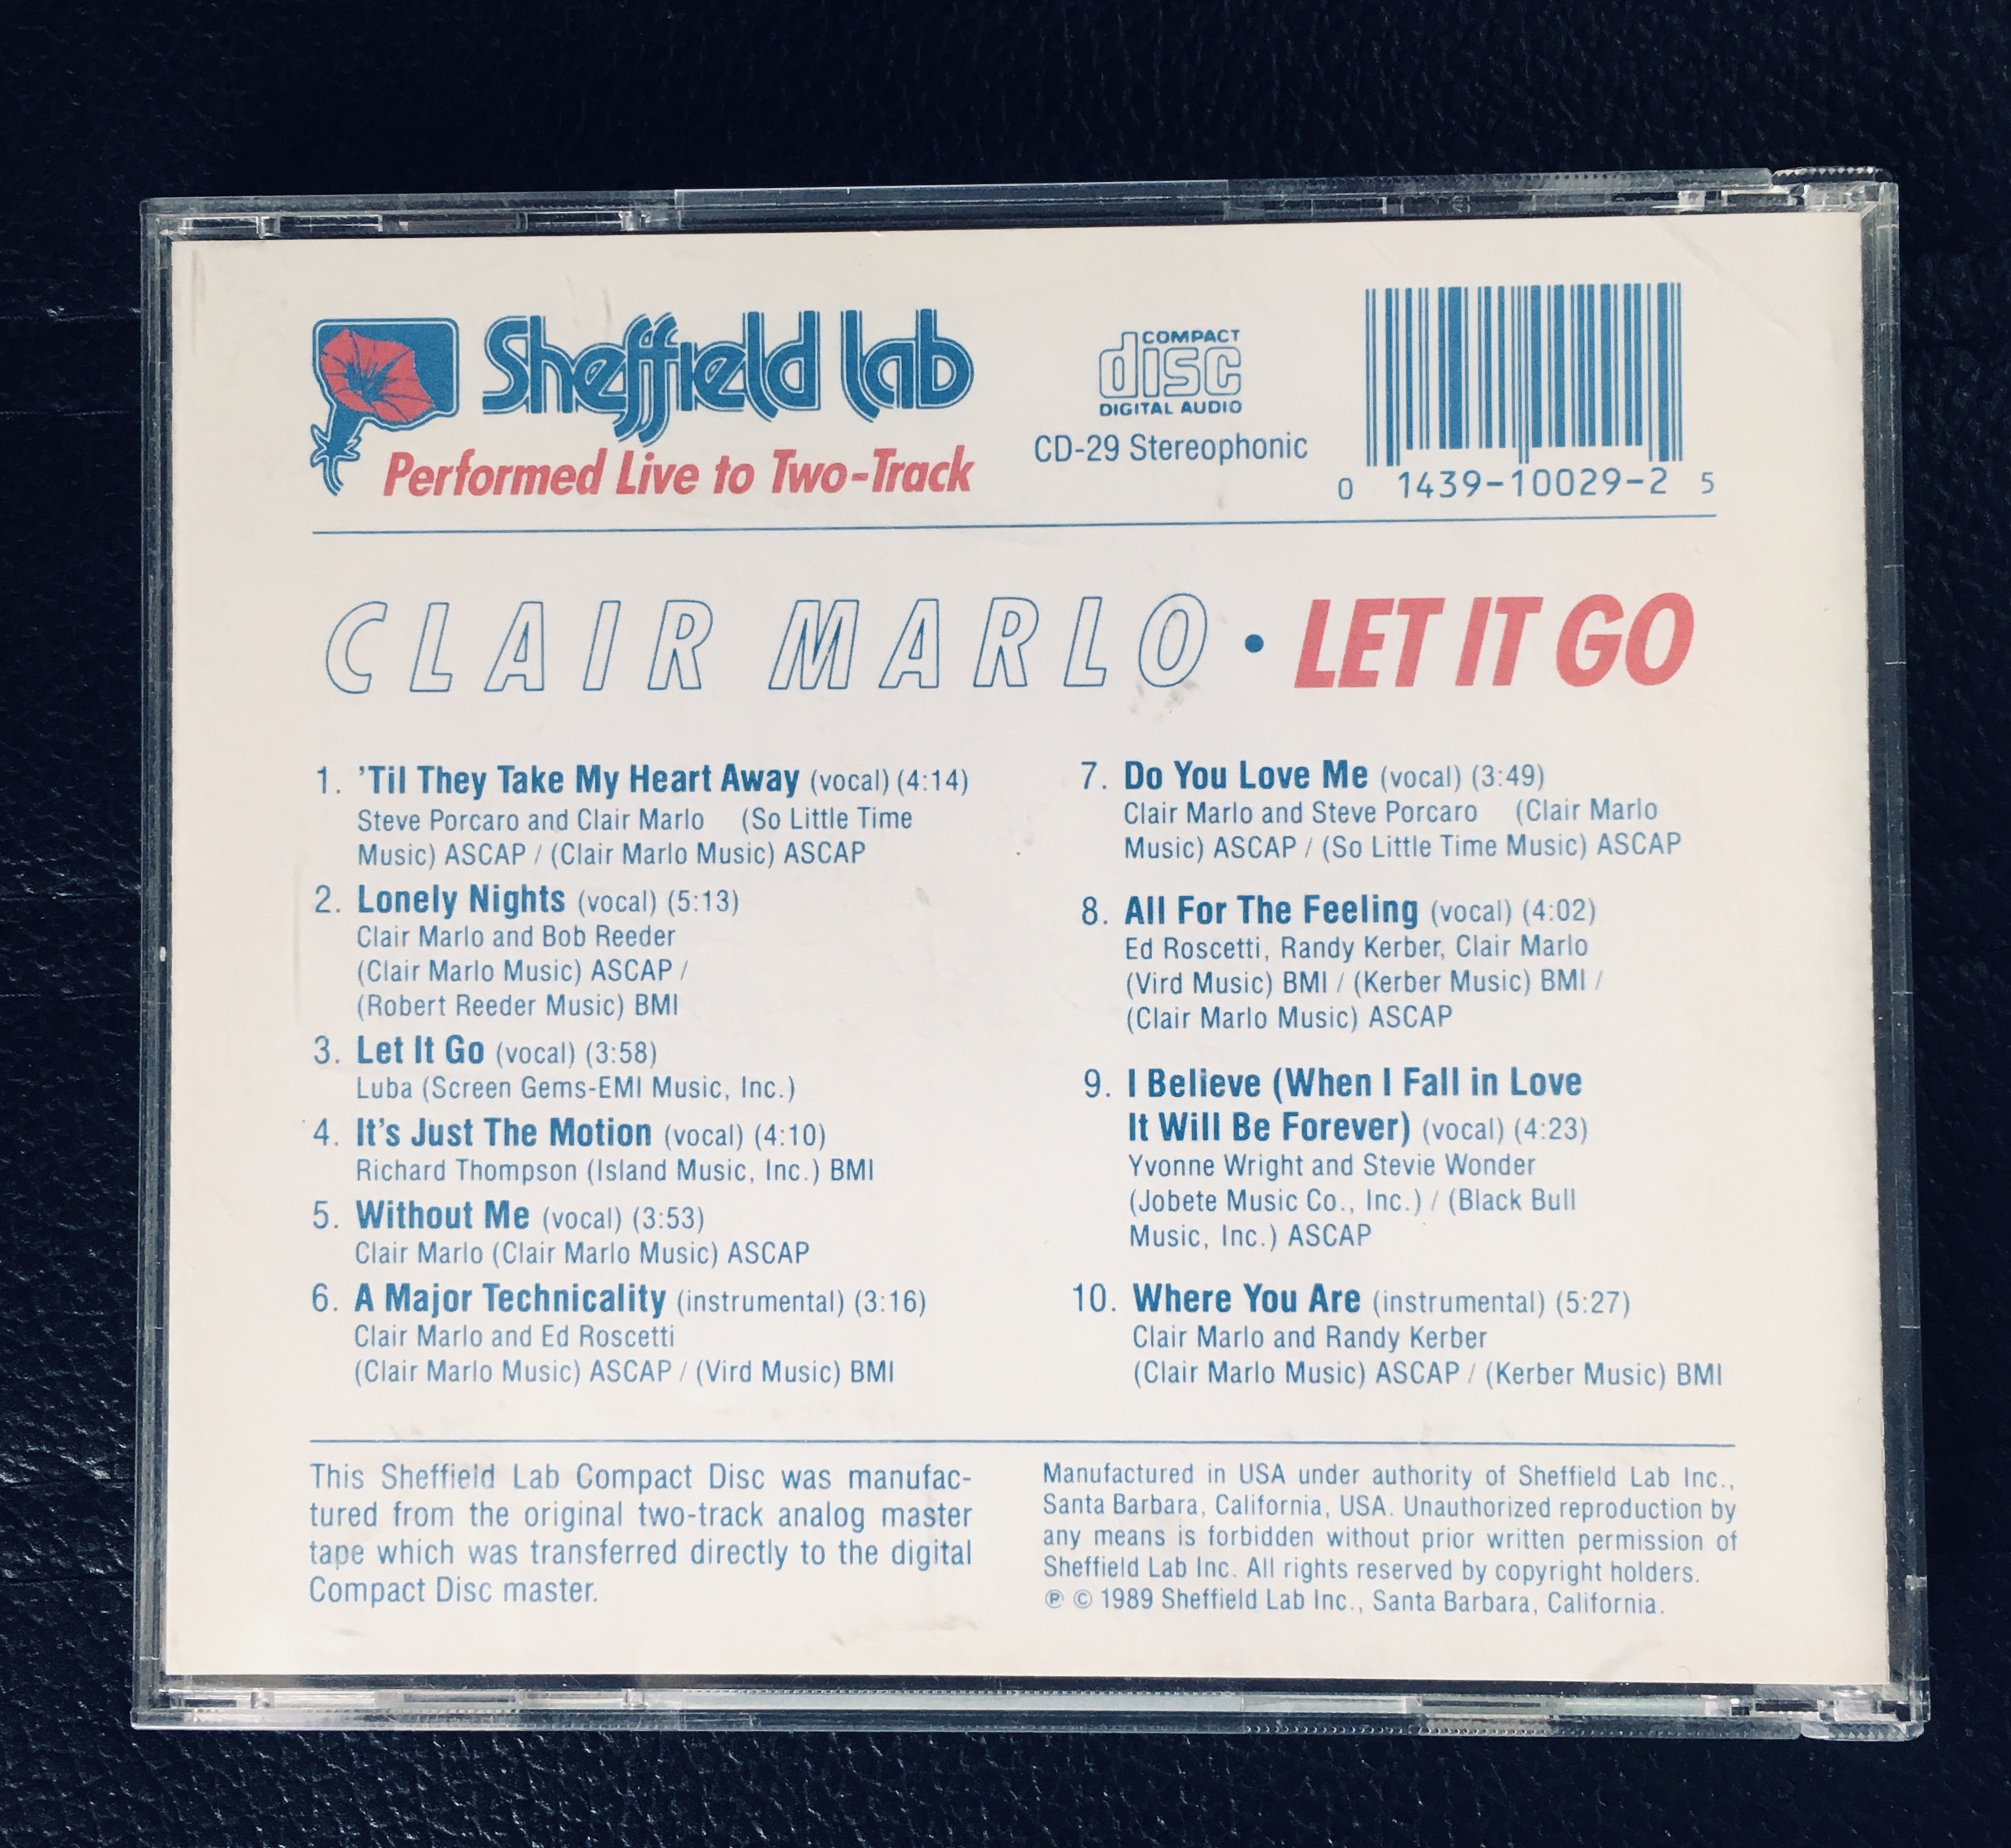 Sheffield Lab
Performed Live to Two-Track
COMPACT
disc
DIGITAL AUDIO
CD-29 Stereophonic
0 1439-10029-2 5
CLAIR MARLO • LET IT GO
1. 'Til They Take My Heart Away (vocal) (4:14)
Steve Porcaro and Clair Marlo (So Little Time
Music) ASCAP / (Clair Marlo Music) ASCAP
2. Lonely Nights (vocal) (5:13)
Clair Marlo and Bob Reeder
(Clair Marlo Music) ASCAP /
(Robert Reeder Music) BMI
3. Let It Go (vocal) (3:58)
Luba (Screen Gems-EMI Music, Inc.)
4. It's Just The Motion (vocal) (4:10)
Richard Thompson (Island Music, Inc.) BMI
5. Without Me (vocal) (3:53)
Clair Marlo (Clair Marlo Music) ASCAP
6. A Major Technicality (instrumental) (3:16)
Clair Marlo and Ed Roscetti
(Clair Marlo Music) ASCAP / (Vird Music) BMI
7. Do You Love Me (vocal) (3:49)
Clair Marlo and Steve Porcaro (Clair Marlo
Music) ASCAP / (So Little Time Music) ASCAP
8. All For The Feeling (vocal) (4:02)
Ed Roscetti, Randy Kerber, Clair Marlo
(Vird Music) BMI / (Kerber Music) BMI /
(Clair Marlo Music) ASCAP
9. I Believe (When I Fall in Love
It Will Be Forever) (vocal) (4:23)
Yvonne Wright and Stevie Wonder
(Jobete Music Co., Inc.) / (Black Bull
Music, Inc.) ASCAP
10. Where You Are (instrumental) (5:27)
Clair Marlo and Randy Kerber
(Clair Marlo Music) ASCAP / (Kerber Music) BMI
This Sheffield Lab Compact Disc was manufac-
tured from the original two-track analog master
tape which was transferred directly to the digital
Compact Disc master.
Manufactured in USA under authority of Sheffield Lab Inc.,
Santa Barbara, California, USA. Unauthorized reproduction by
any means is forbidden without prior written permission of
Sheffield Lab Inc. All rights reserved by copyright holders.
℗ © 1989 Sheffield Lab Inc., Santa Barbara, California.